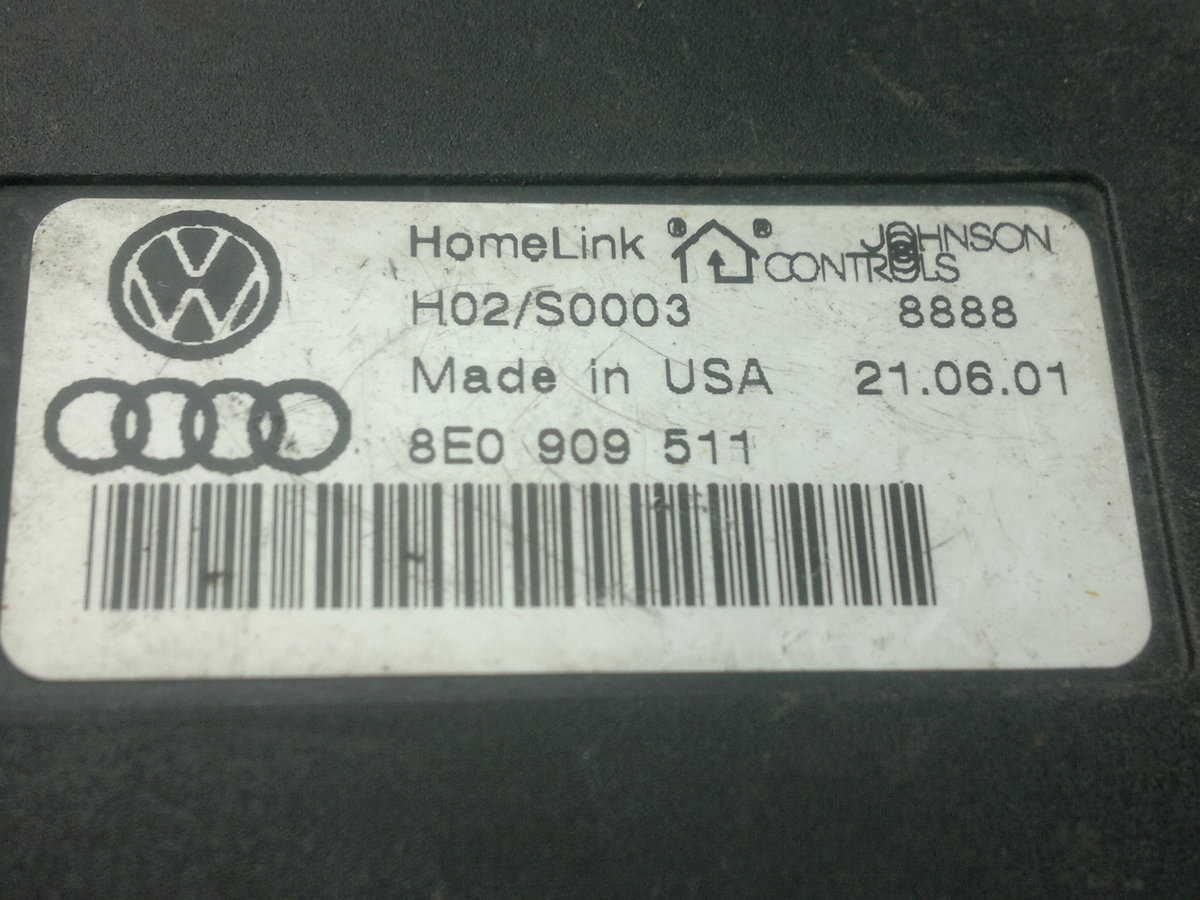 HomeLink ® ® JOHNSON CONTROLS
H02/S0003 8888
Made in USA 21.06.01
8E0 909 511